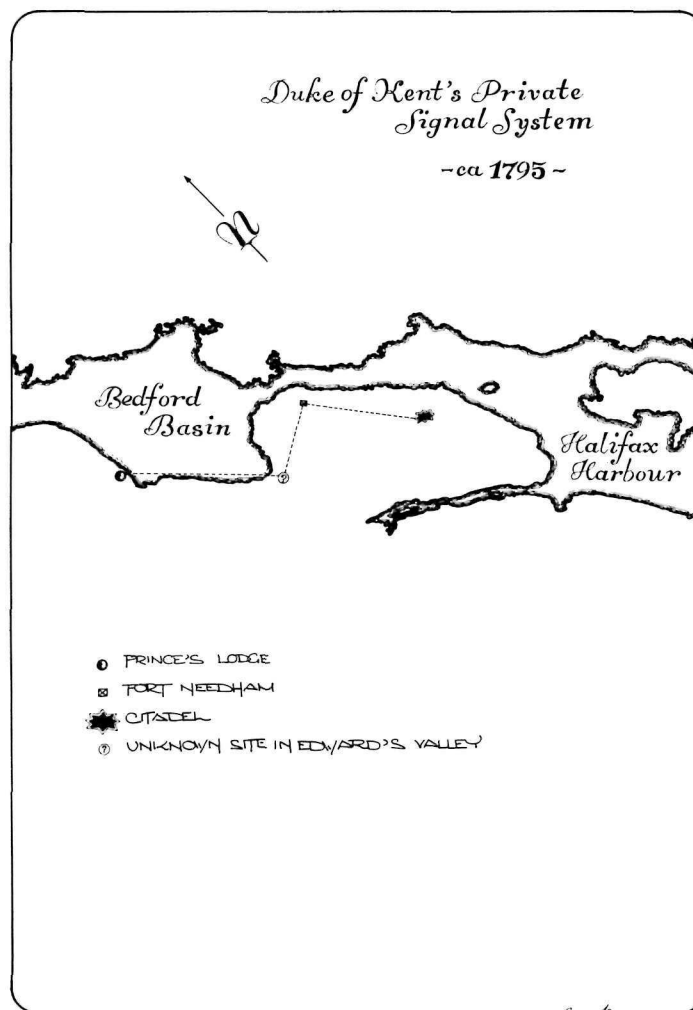 Duke of Kent's Private
Signal System
-ca 1795-
N
Bedford
Basin
Halifax
Harbour
?
PRINCE'S LODGE
FORT NEEDHAM
CITADEL
? UNKNOWN SITE IN EDWARD'S VALLEY